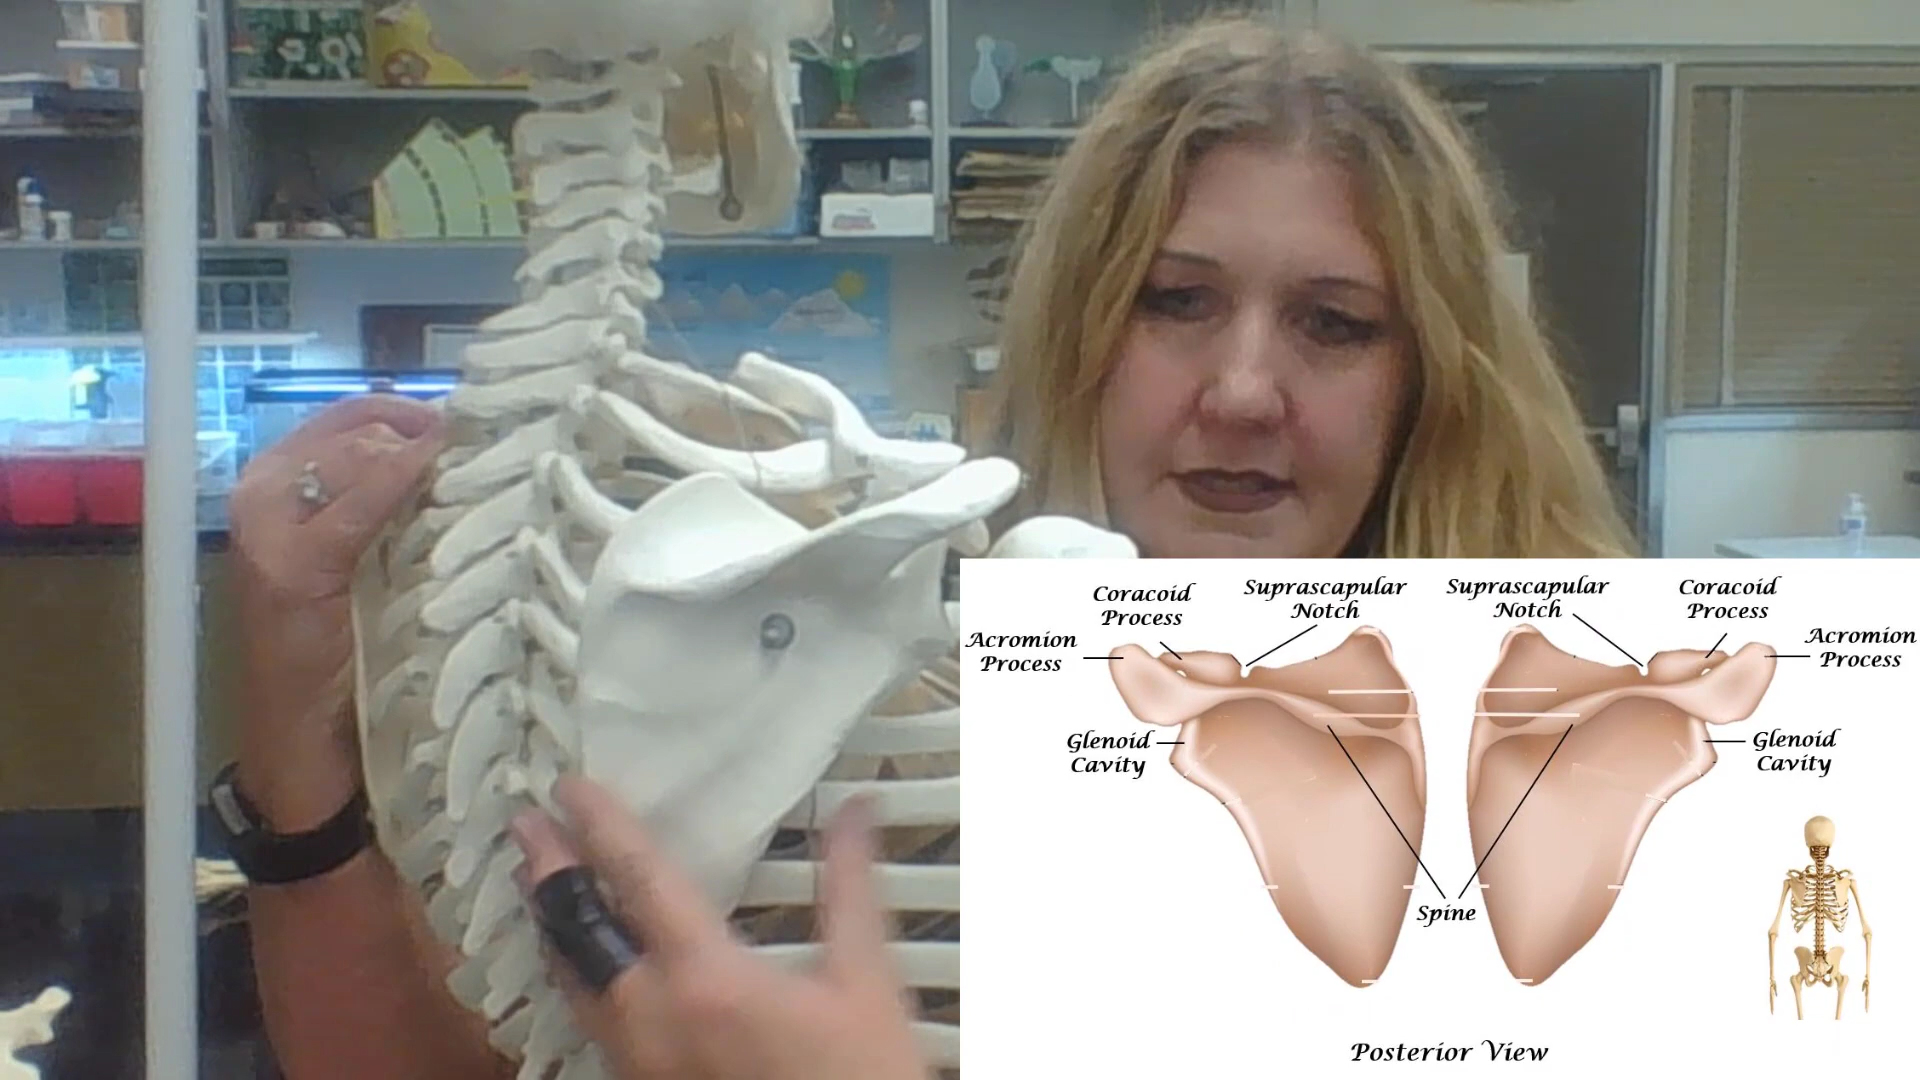 Coracoid
Process
Suprascapular
Notch
Suprascapular
Notch
Coracoid
Process
Acromion
Process
Acromion
Process
Glenoid
Cavity
Glenoid
Cavity
Spine
Posterior View